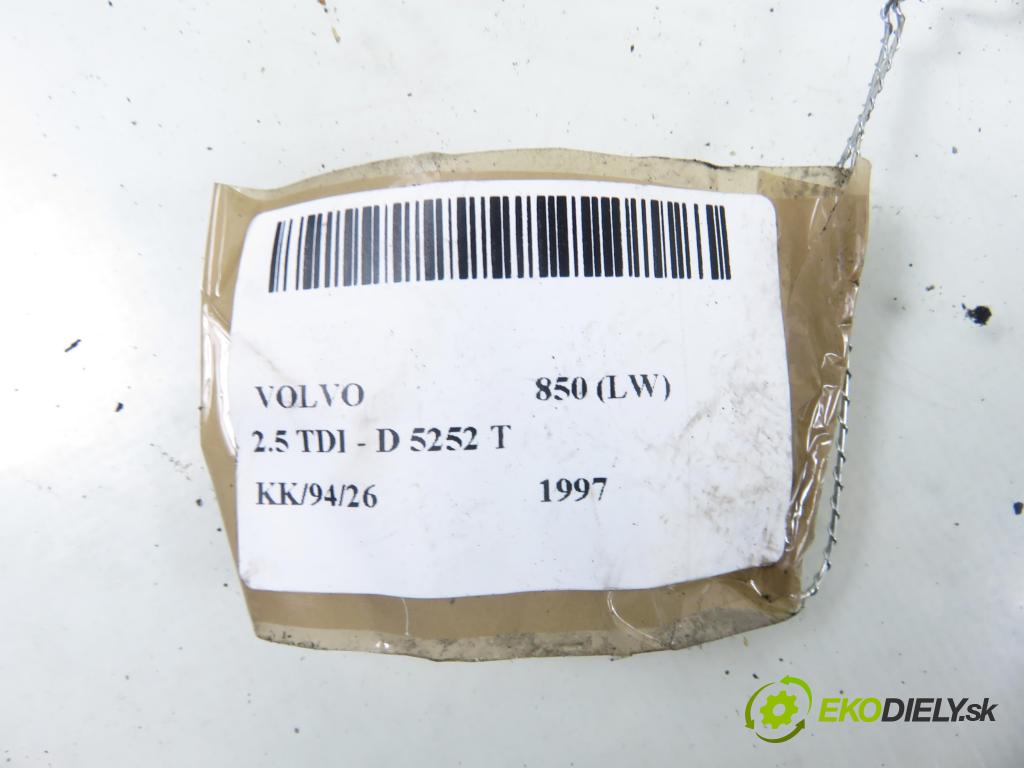 VOLVO 850 (LW)
2.5 TDI - D 5252 T
KK/94/26 1997
EKODIELY.sk